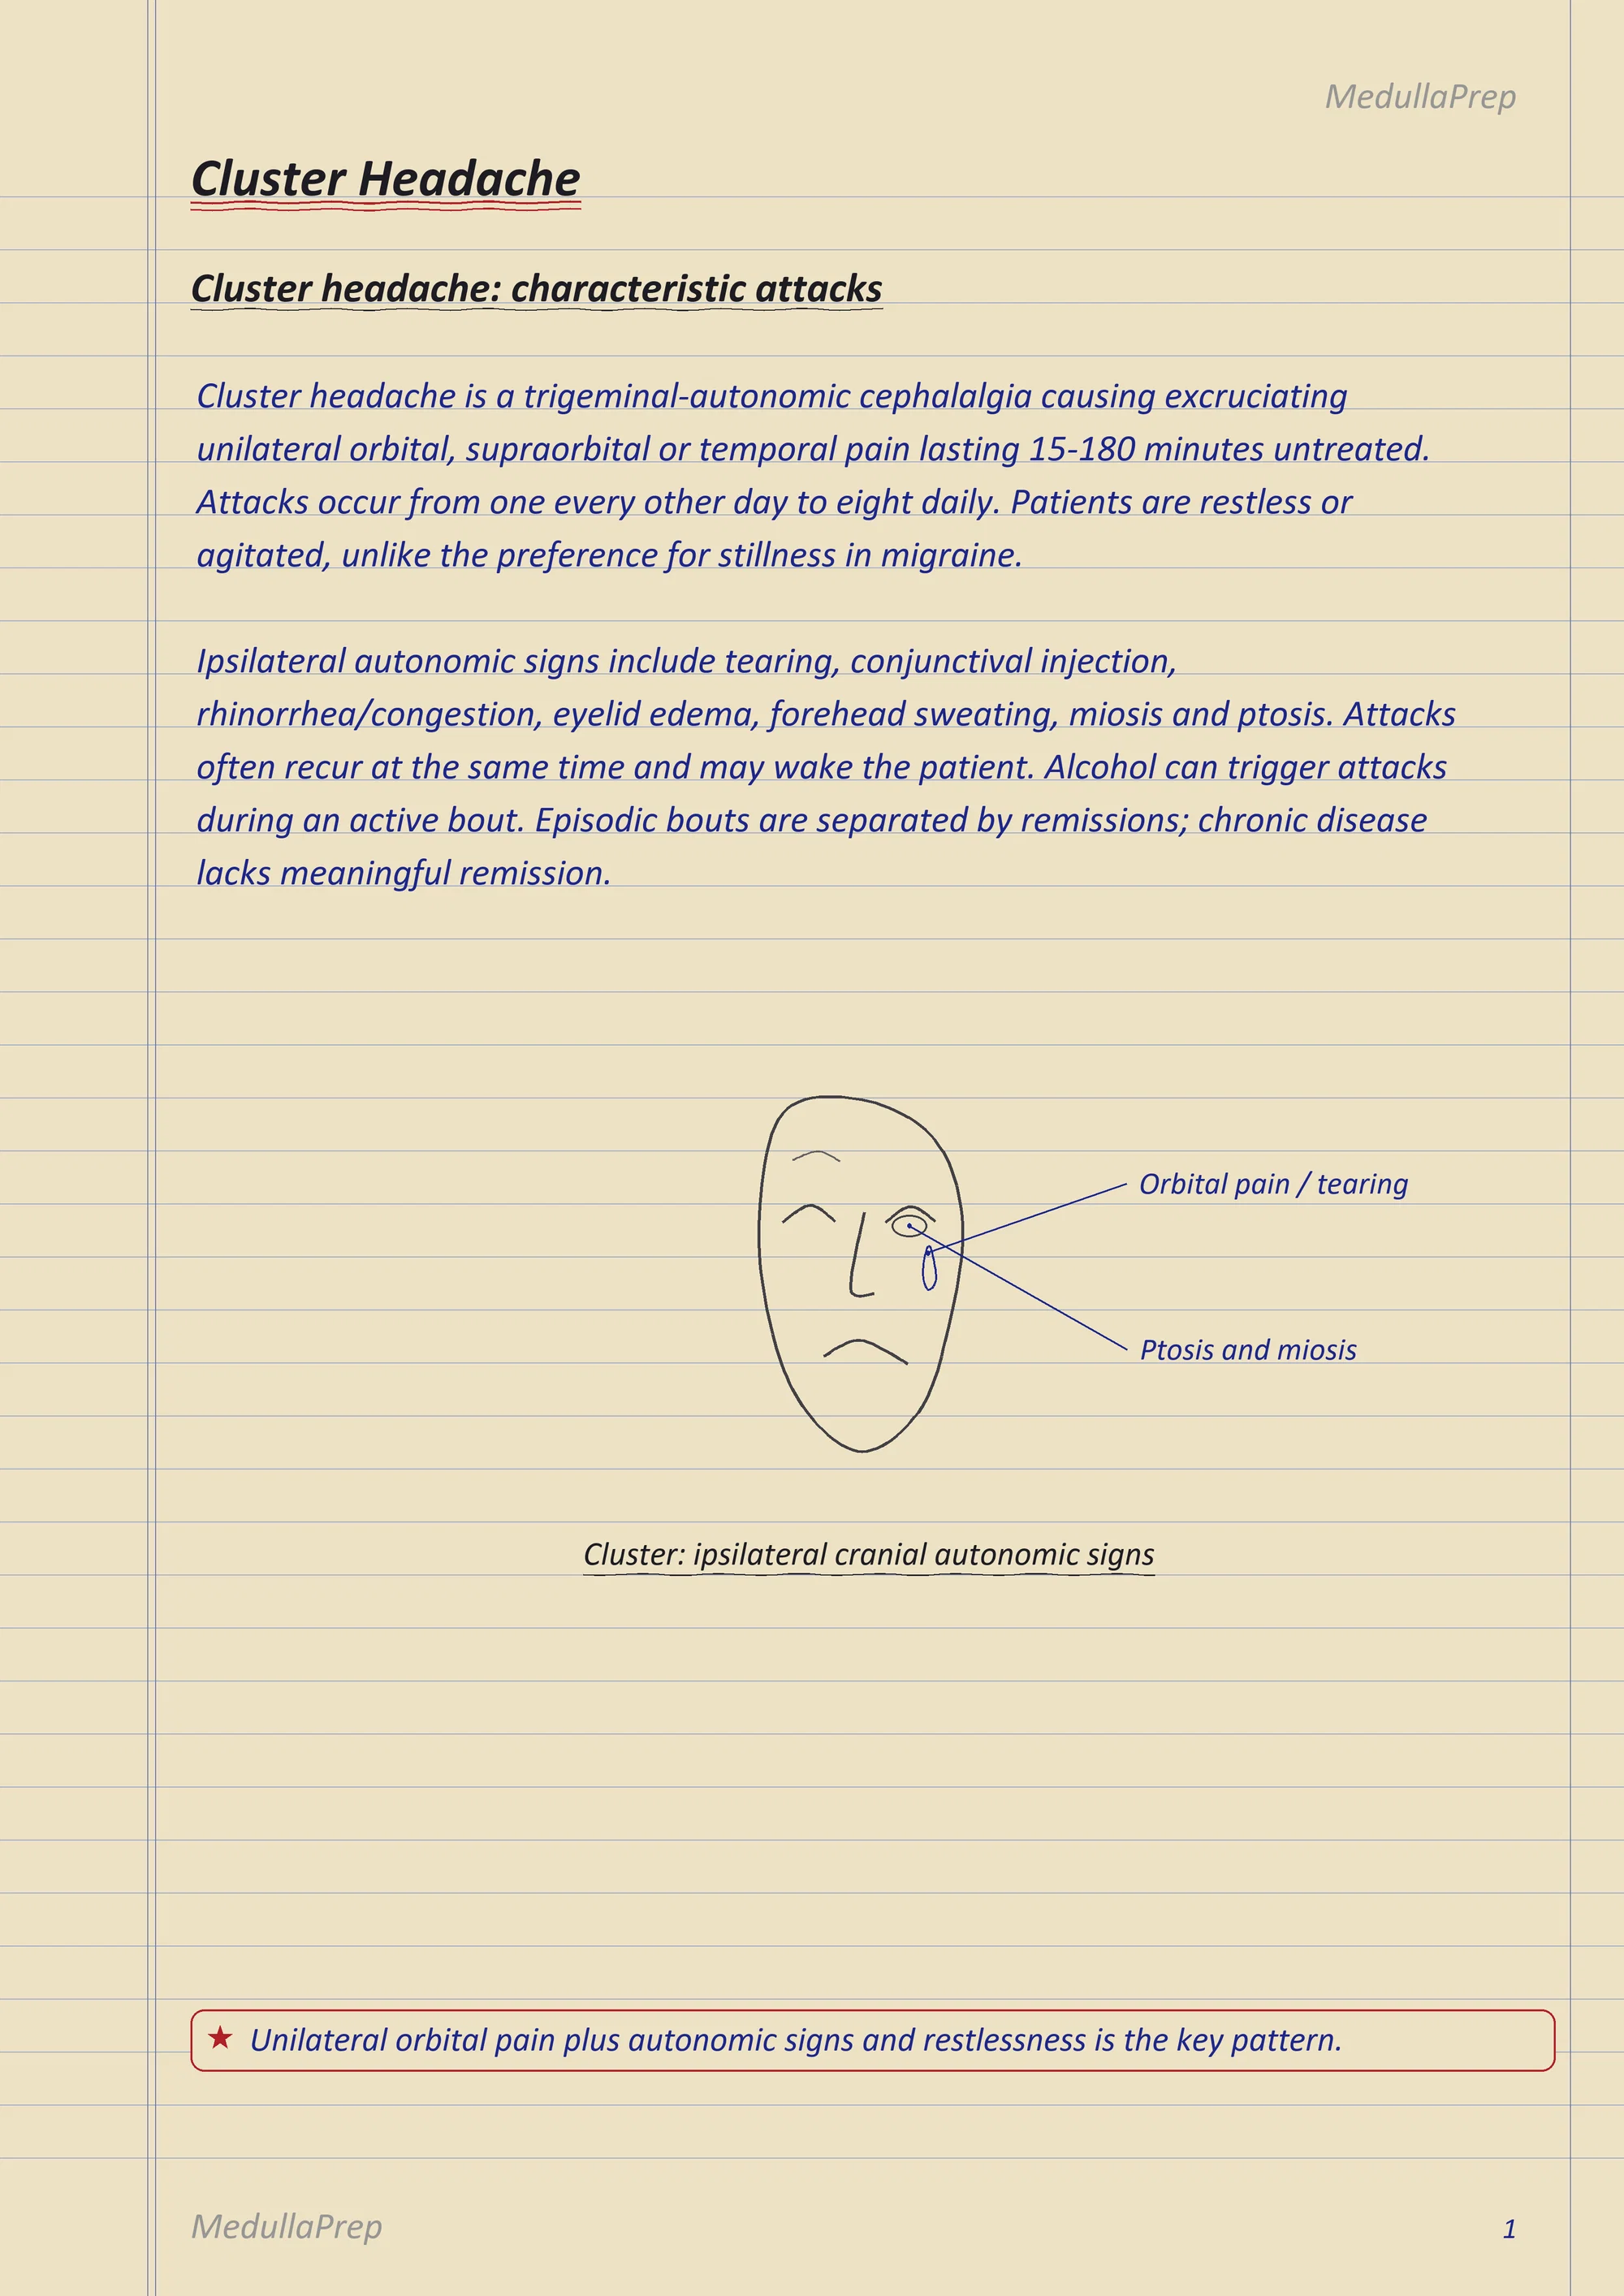 MedullaPrep
Cluster Headache
Cluster headache: characteristic attacks
Cluster headache is a trigeminal-autonomic cephalalgia causing excruciating
unilateral orbital, supraorbital or temporal pain lasting 15-180 minutes untreated.
Attacks occur from one every other day to eight daily. Patients are restless or
agitated, unlike the preference for stillness in migraine.
Ipsilateral autonomic signs include tearing, conjunctival injection,
rhinorrhea/congestion, eyelid edema, forehead sweating, miosis and ptosis. Attacks
often recur at the same time and may wake the patient. Alcohol can trigger attacks
during an active bout. Episodic bouts are separated by remissions; chronic disease
lacks meaningful remission.
Orbital pain / tearing
Ptosis and miosis
Cluster: ipsilateral cranial autonomic signs
★ Unilateral orbital pain plus autonomic signs and restlessness is the key pattern.
MedullaPrep
1